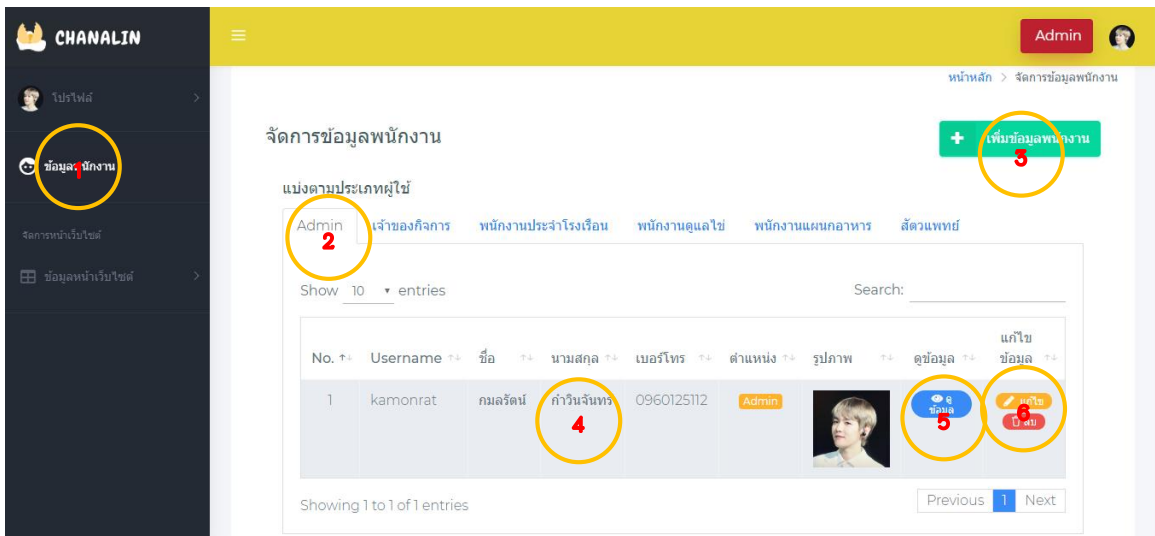 CHANALIN
Admin
หน้าหลัก > จัดการข้อมูลพนักงาน
โปรไฟล์
จัดการข้อมูลพนักงาน
+ เพิ่มข้อมูลพนักงาน
3
ข้อมูลพนักงาน
1
แบ่งตามประเภทผู้ใช้
Admin เจ้าของกิจการ พนักงานประจำโรงเรือน พนักงานดูแลไข่ พนักงานแผนกอาหาร สัตวแพทย์
2
จัดการหน้าเว็บไซต์
ข้อมูลหน้าเว็บไซต์
Show 10 entries Search:
No. Username ชื่อ นามสกุล เบอร์โทร ตำแหน่ง รูปภาพ ดูข้อมูล แก้ไข
ข้อมูล
1 kamonrat กมลรัตน์ กำวินจันทร์ 0960125112 Admin ดู
ข้อมูล
แก้ไข
ลบ
4
5
6
Showing 1 to 1 of 1 entries Previous 1 Next